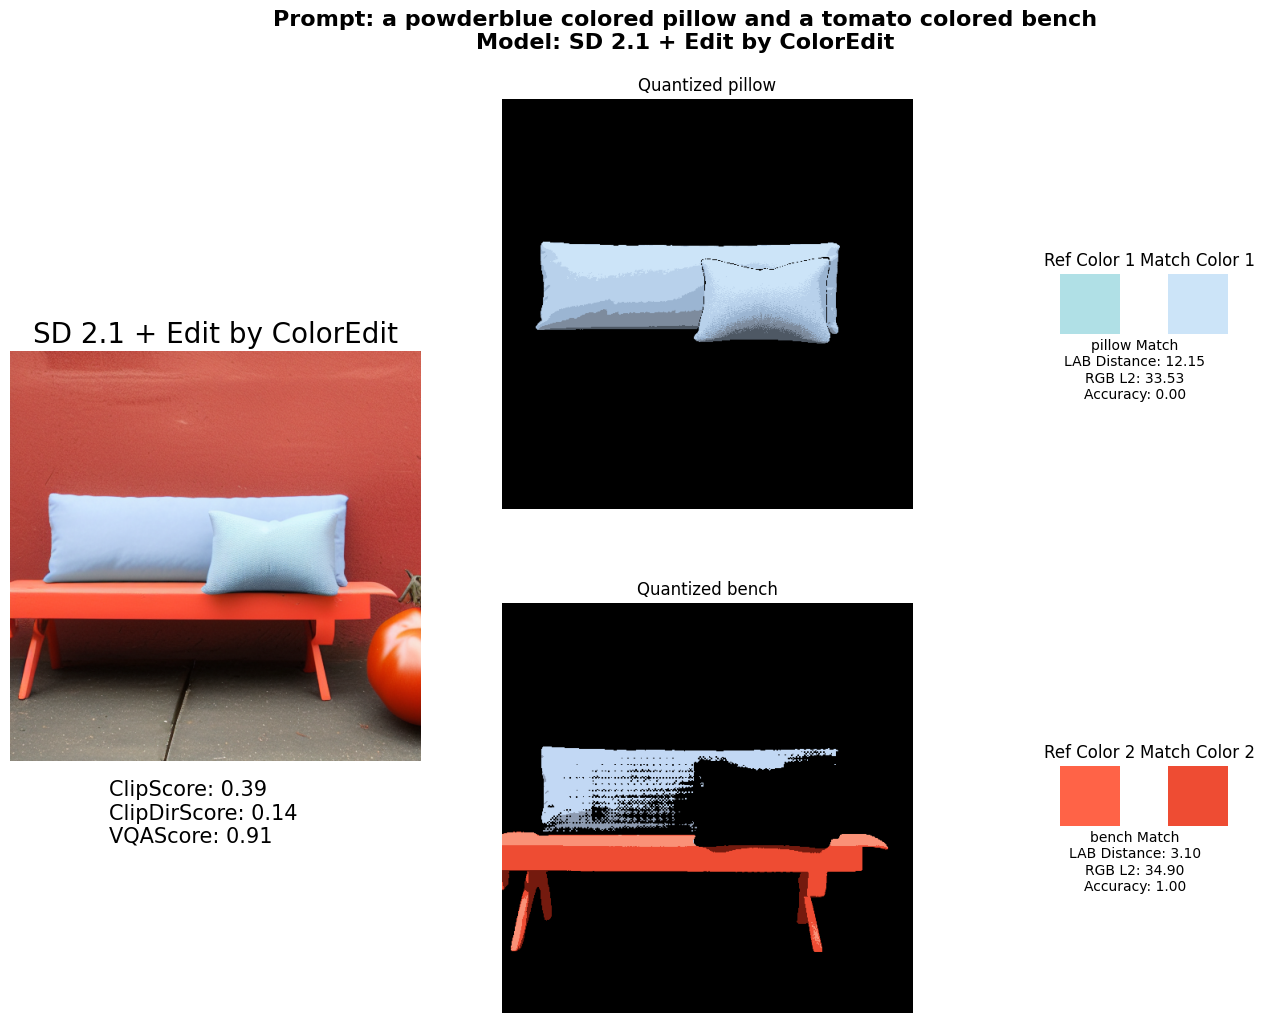 Prompt: a powderblue colored pillow and a tomato colored bench
Model: SD 2.1 + Edit by ColorEdit
SD 2.1 + Edit by ColorEdit
ClipScore: 0.39
ClipDirScore: 0.14
VQAScore: 0.91
Quantized pillow
Ref Color 1 Match Color 1
pillow Match
LAB Distance: 12.15
RGB L2: 33.53
Accuracy: 0.00
Quantized bench
Ref Color 2 Match Color 2
bench Match
LAB Distance: 3.10
RGB L2: 34.90
Accuracy: 1.00